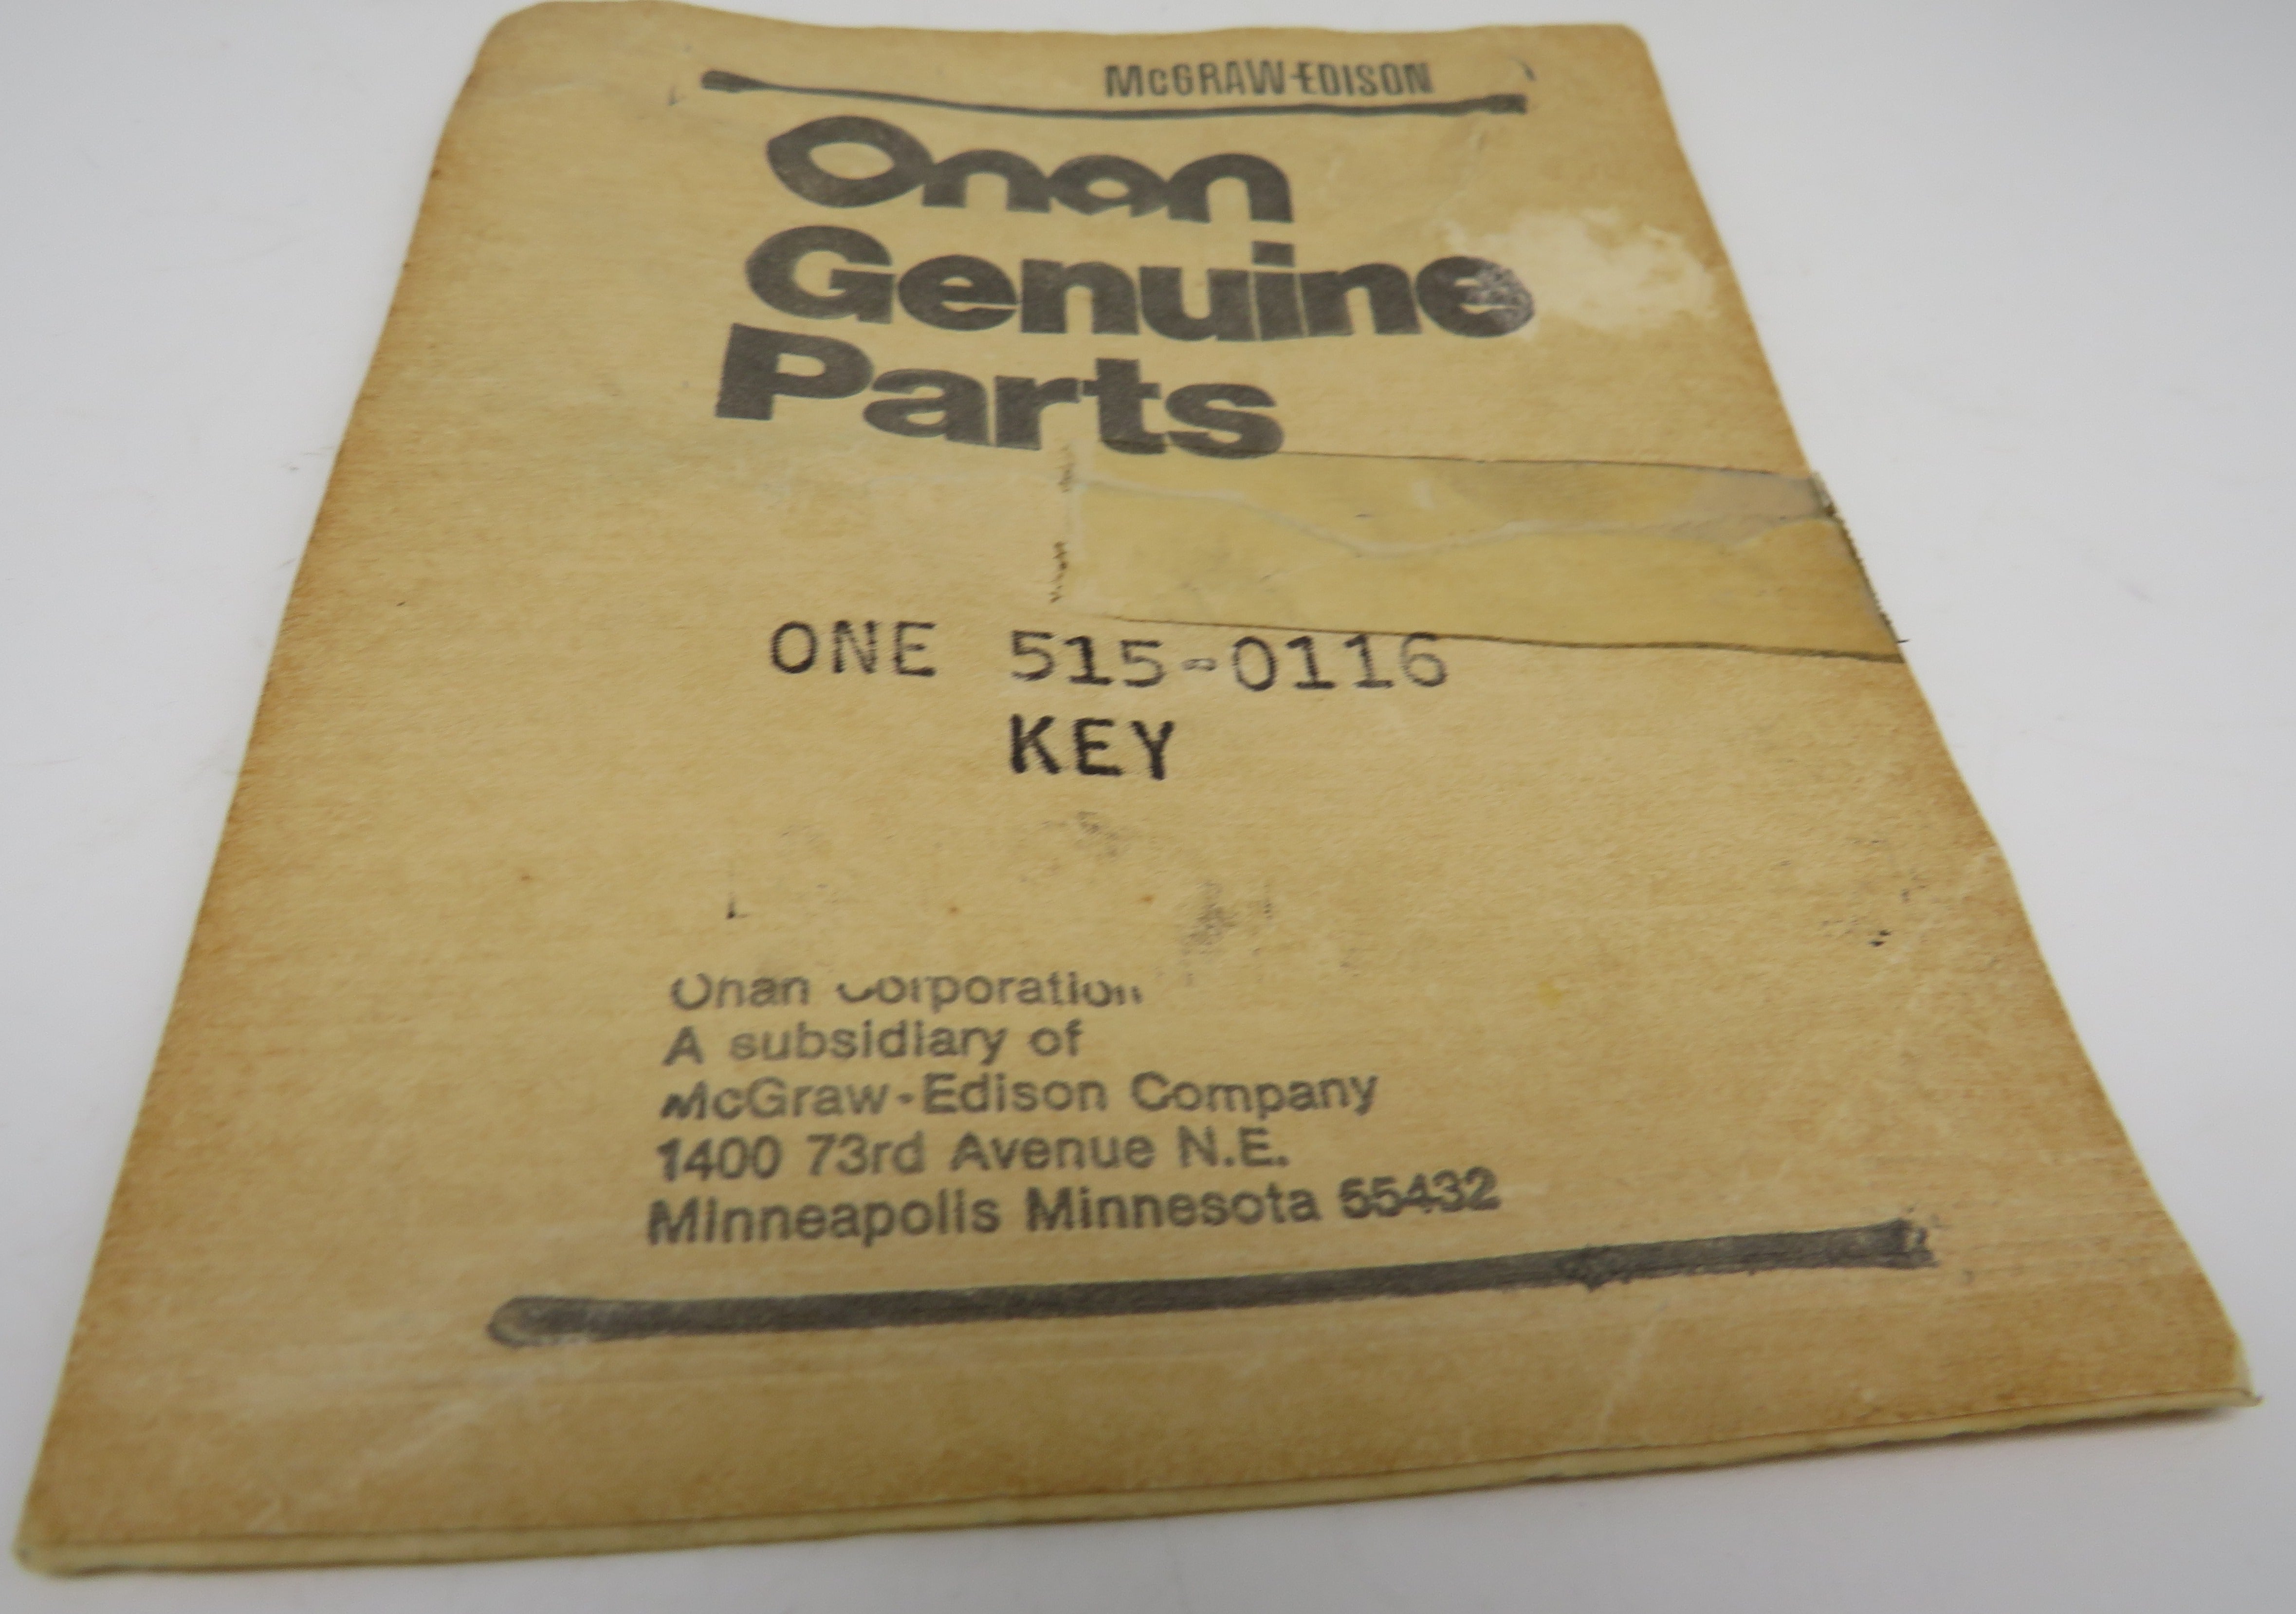 McGRAW-EDISON
Onan
Genuine
Parts
ONE 515-0116
KEY
Onan Corporation
A subsidiary of
McGraw-Edison Company
1400 73rd Avenue N.E.
Minneapolis Minnesota 55432